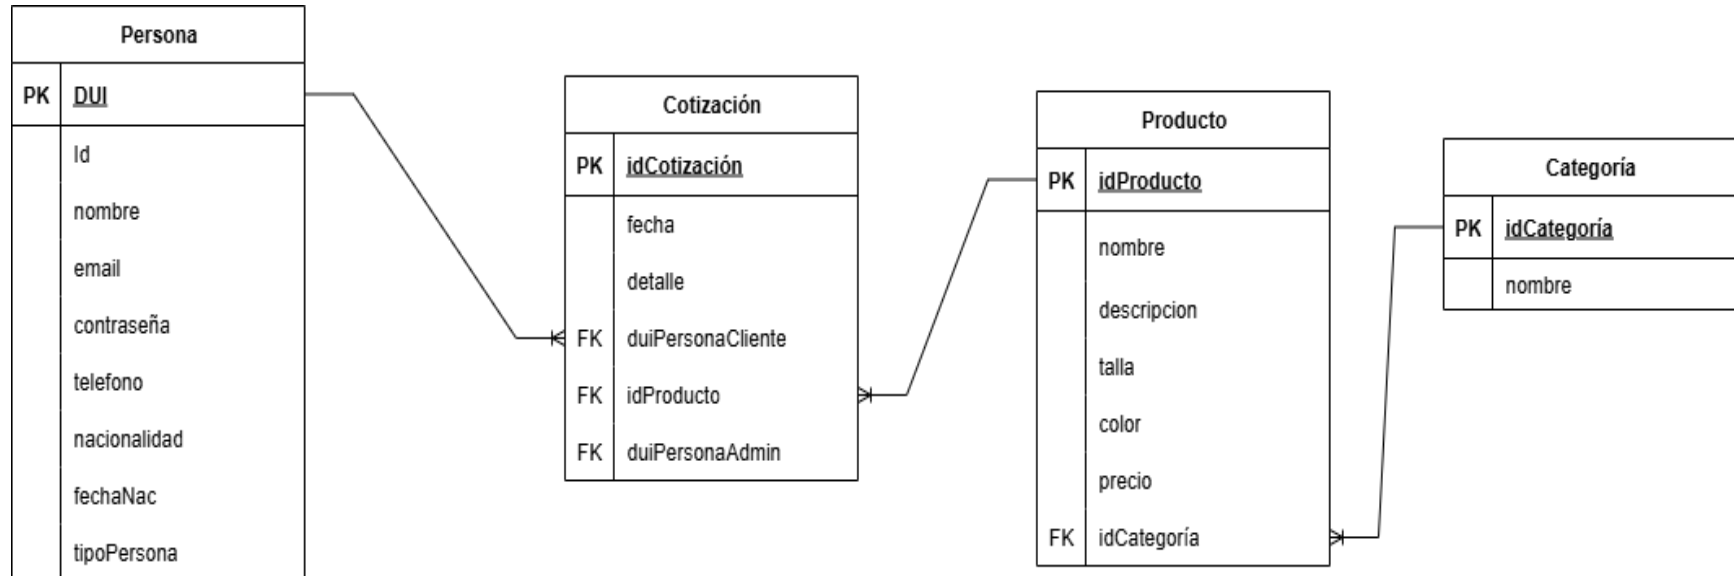 Persona
PK DUI
Id
nombre
email
contraseña
telefono
nacionalidad
fechaNac
tipoPersona
Cotización
PK idCotización
fecha
detalle
FK duiPersonaCliente
FK idProducto
FK duiPersonaAdmin
Producto
PK idProducto
nombre
descripcion
talla
color
precio
FK idCategoría
Categoría
PK idCategoría
nombre